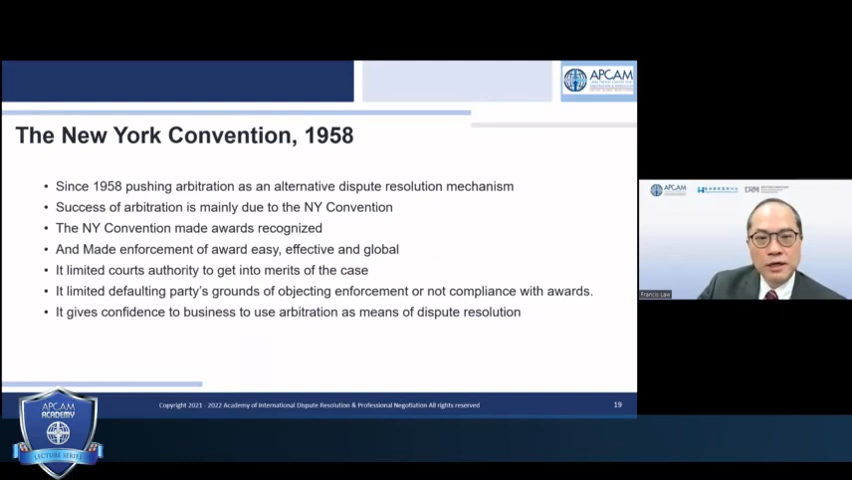 APCAM
The New York Convention, 1958
• Since 1958 pushing arbitration as an alternative dispute resolution mechanism
• Success of arbitration is mainly due to the NY Convention
• The NY Convention made awards recognized
• And Made enforcement of award easy, effective and global
• It limited courts authority to get into merits of the case
• It limited defaulting party's grounds of objecting enforcement or not compliance with awards.
• It gives confidence to business to use arbitration as means of dispute resolution
APCAM
Francis Law
Copyright 2021 - 2022 Academy of International Dispute Resolution & Professional Negotiation All rights reserved
19
APCAM
ACADEMY
LECTURE SERIES